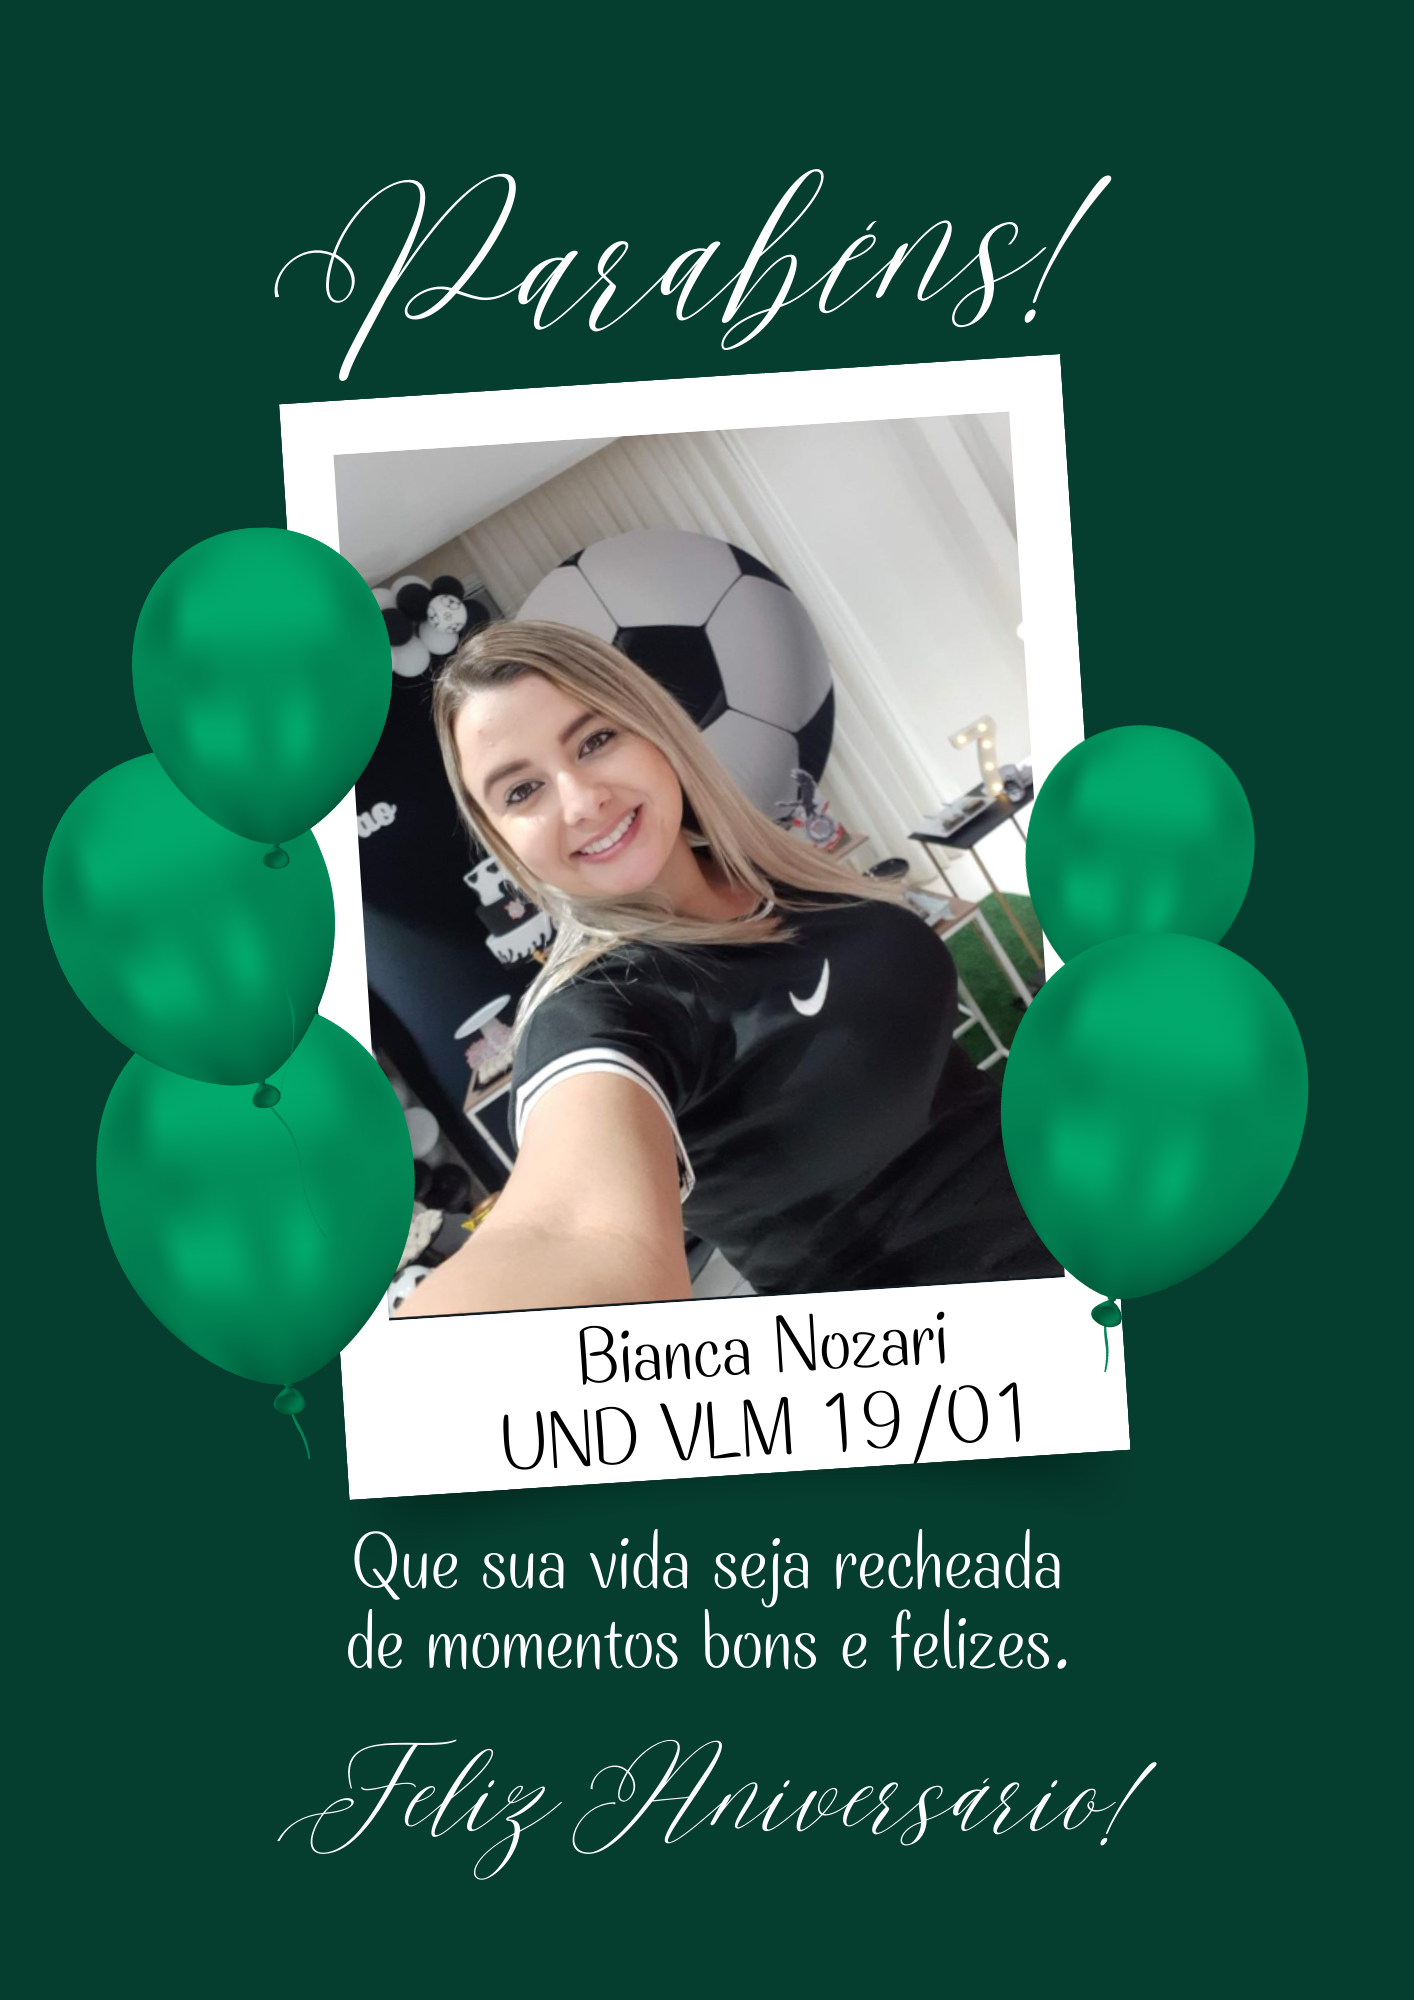 Parabéns!
Bianca Nozari
UND VLM 19/01
Que sua vida seja recheada
de momentos bons e felizes.
Feliz Aniversário!